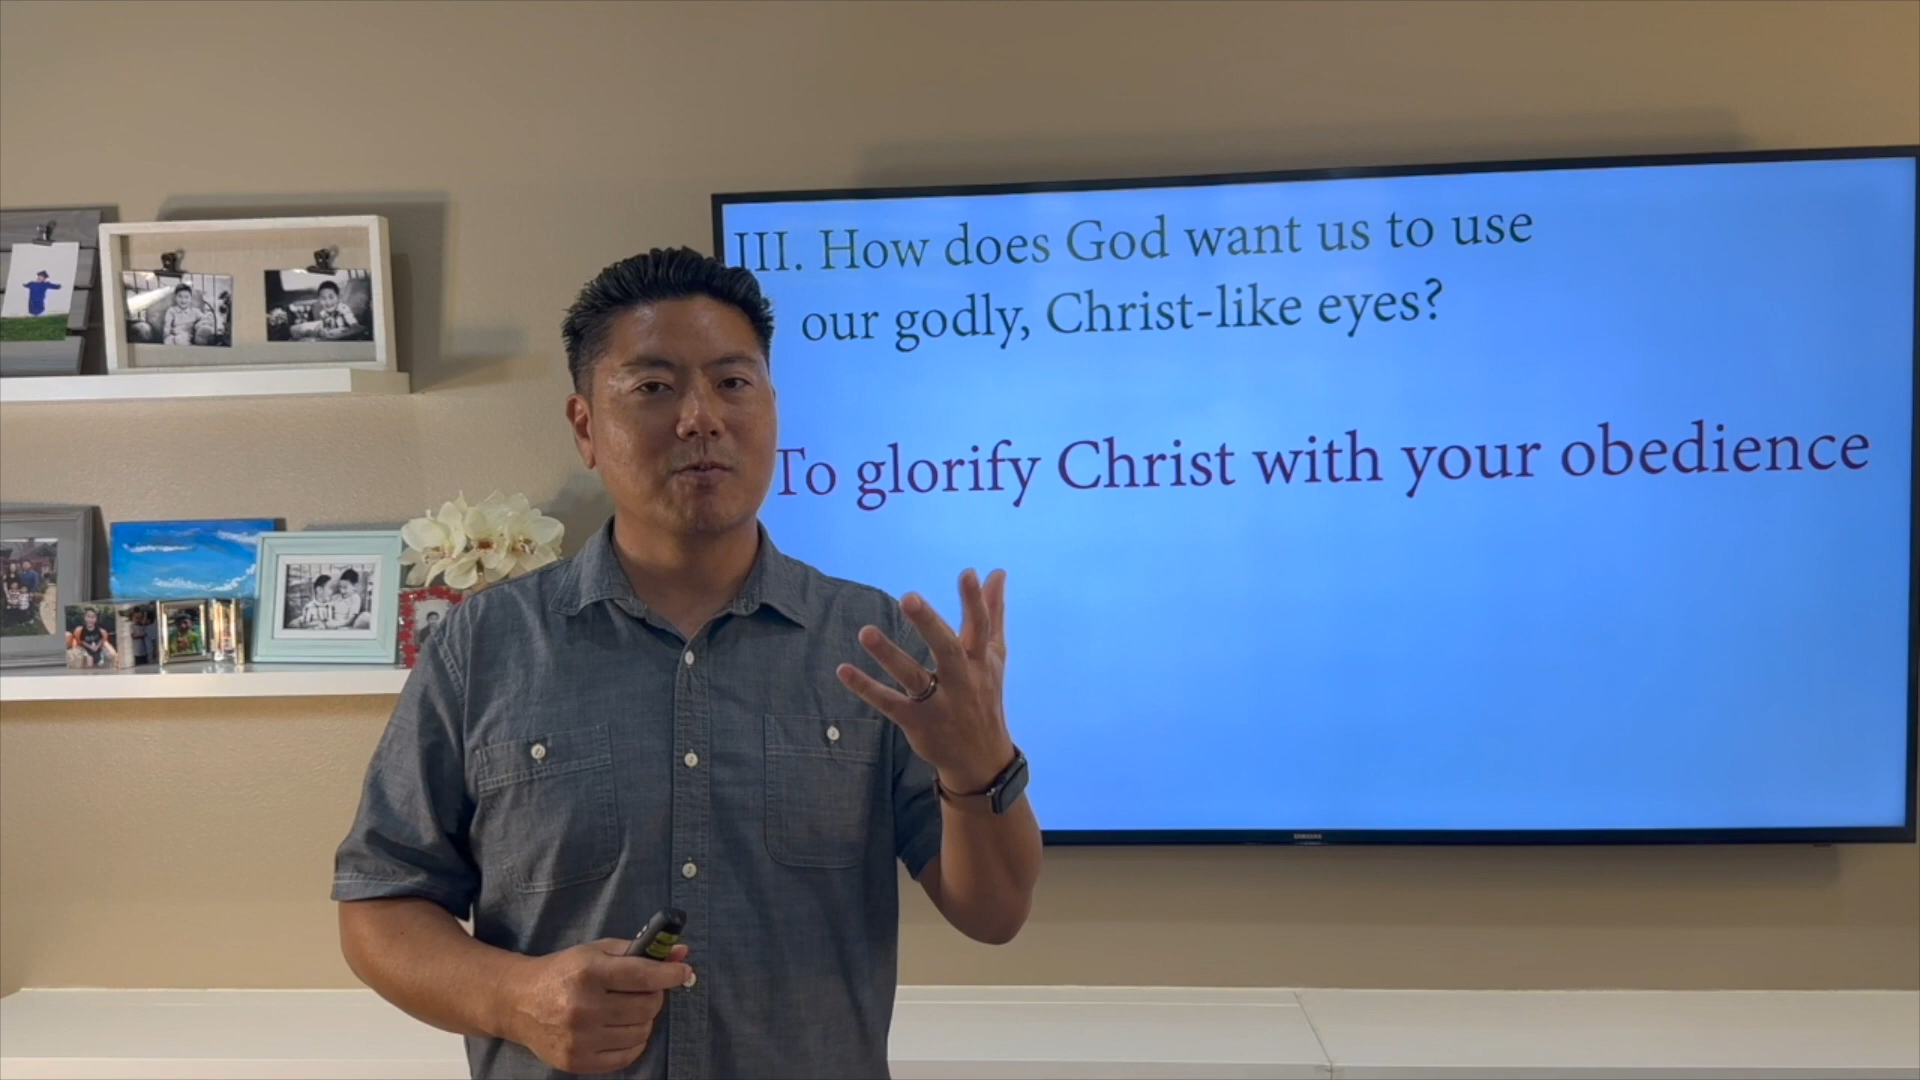 III. How does God want us to use
our godly, Christ-like eyes?
To glorify Christ with your obedience
SAMSUNG